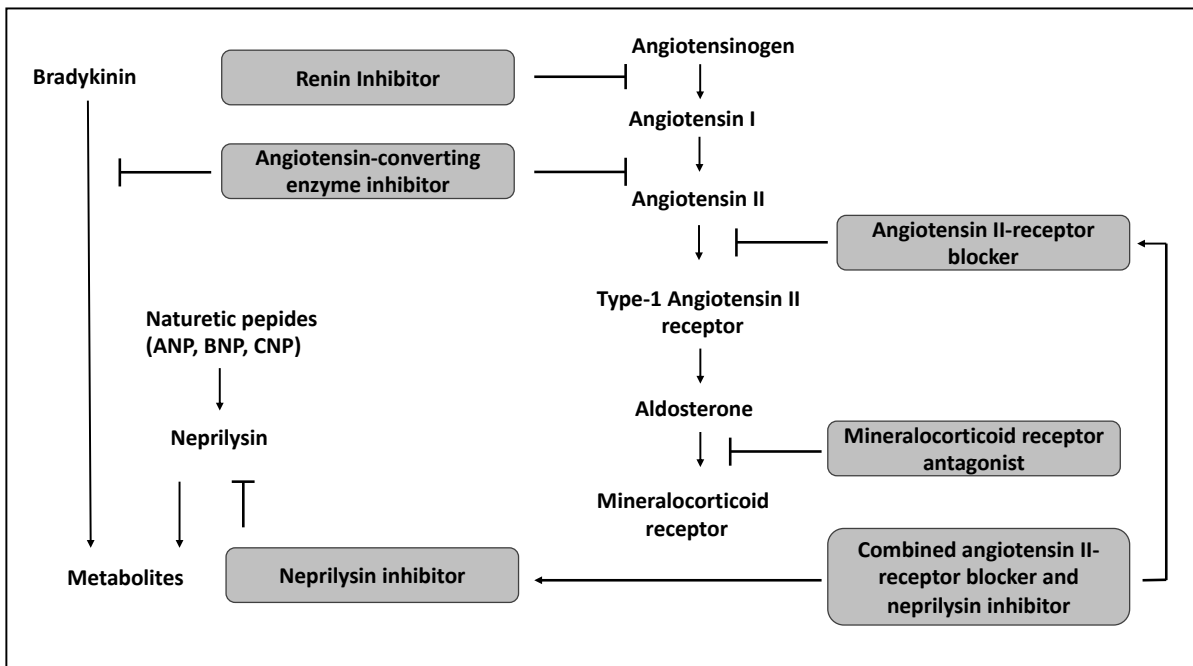 Angiotensinogen
Bradykinin
Renin Inhibitor
Angiotensin I
Angiotensin-converting
enzyme inhibitor
Angiotensin II
Angiotensin II-receptor
blocker
Type-1 Angiotensin II
receptor
Naturetic pepides
(ANP, BNP, CNP)
Aldosterone
Neprilysin
Mineralocorticoid receptor
antagonist
Mineralocorticoid
receptor
Combined angiotensin II-
receptor blocker and
neprilysin inhibitor
Metabolites
Neprilysin inhibitor